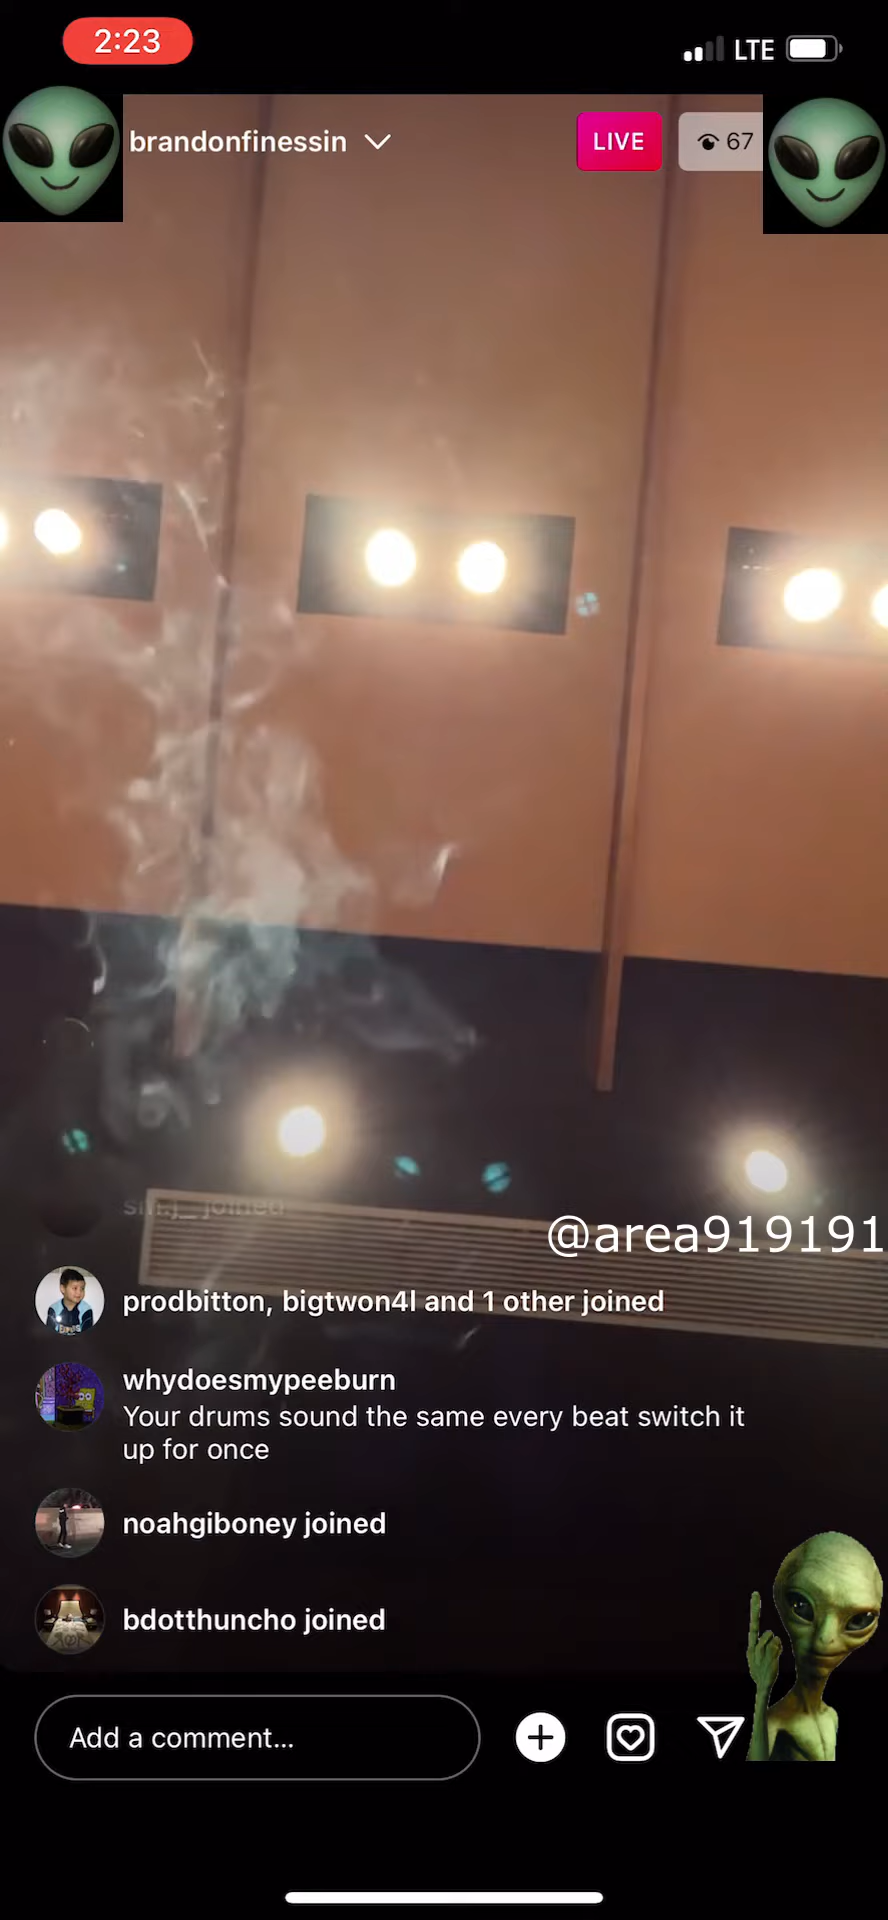 2:23
LTE
brandonfinessin
LIVE
67
joined
@area919191
prodbitton, bigtwon4l and 1 other joined
whydoesmypeeburn
Your drums sound the same every beat switch it
up for once
noahgiboney joined
bdotthuncho joined
Add a comment...